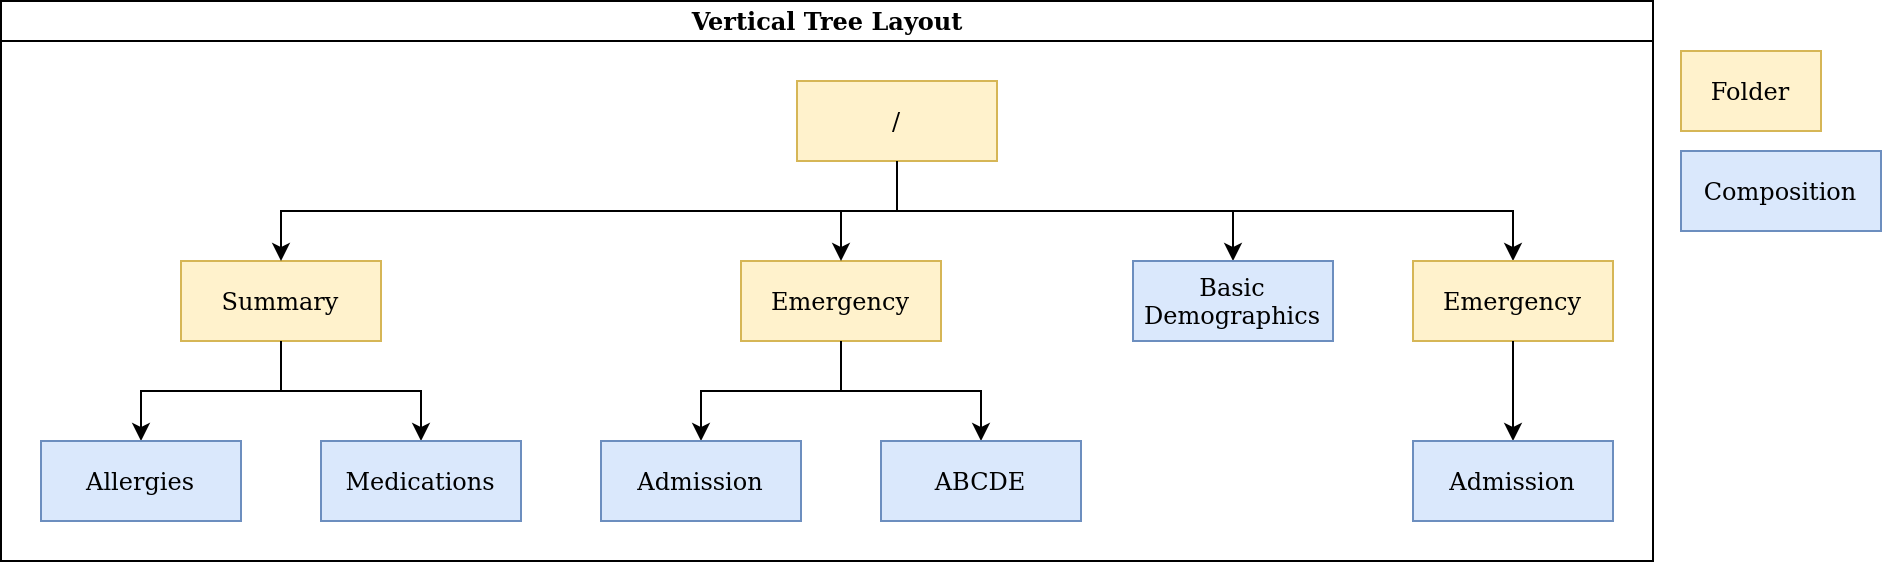 Vertical Tree Layout
/
Folder
Composition
Summary
Emergency
Basic
Demographics
Emergency
Allergies
Medications
Admission
ABCDE
Admission